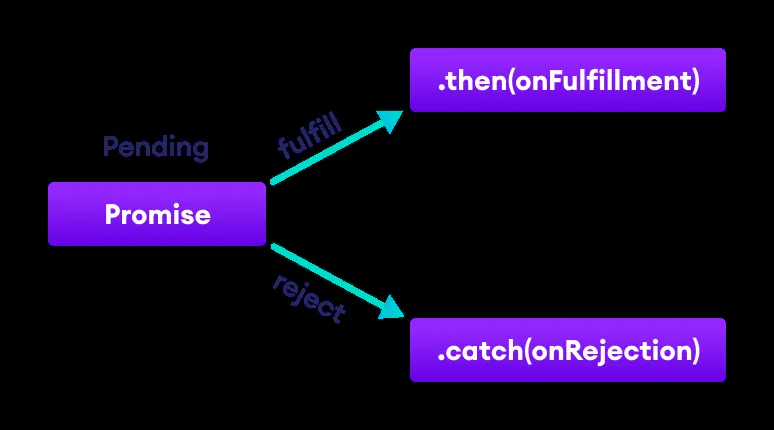 .then(onFulfillment)
fulfill
Pending
Promise
reject
.catch(onRejection)